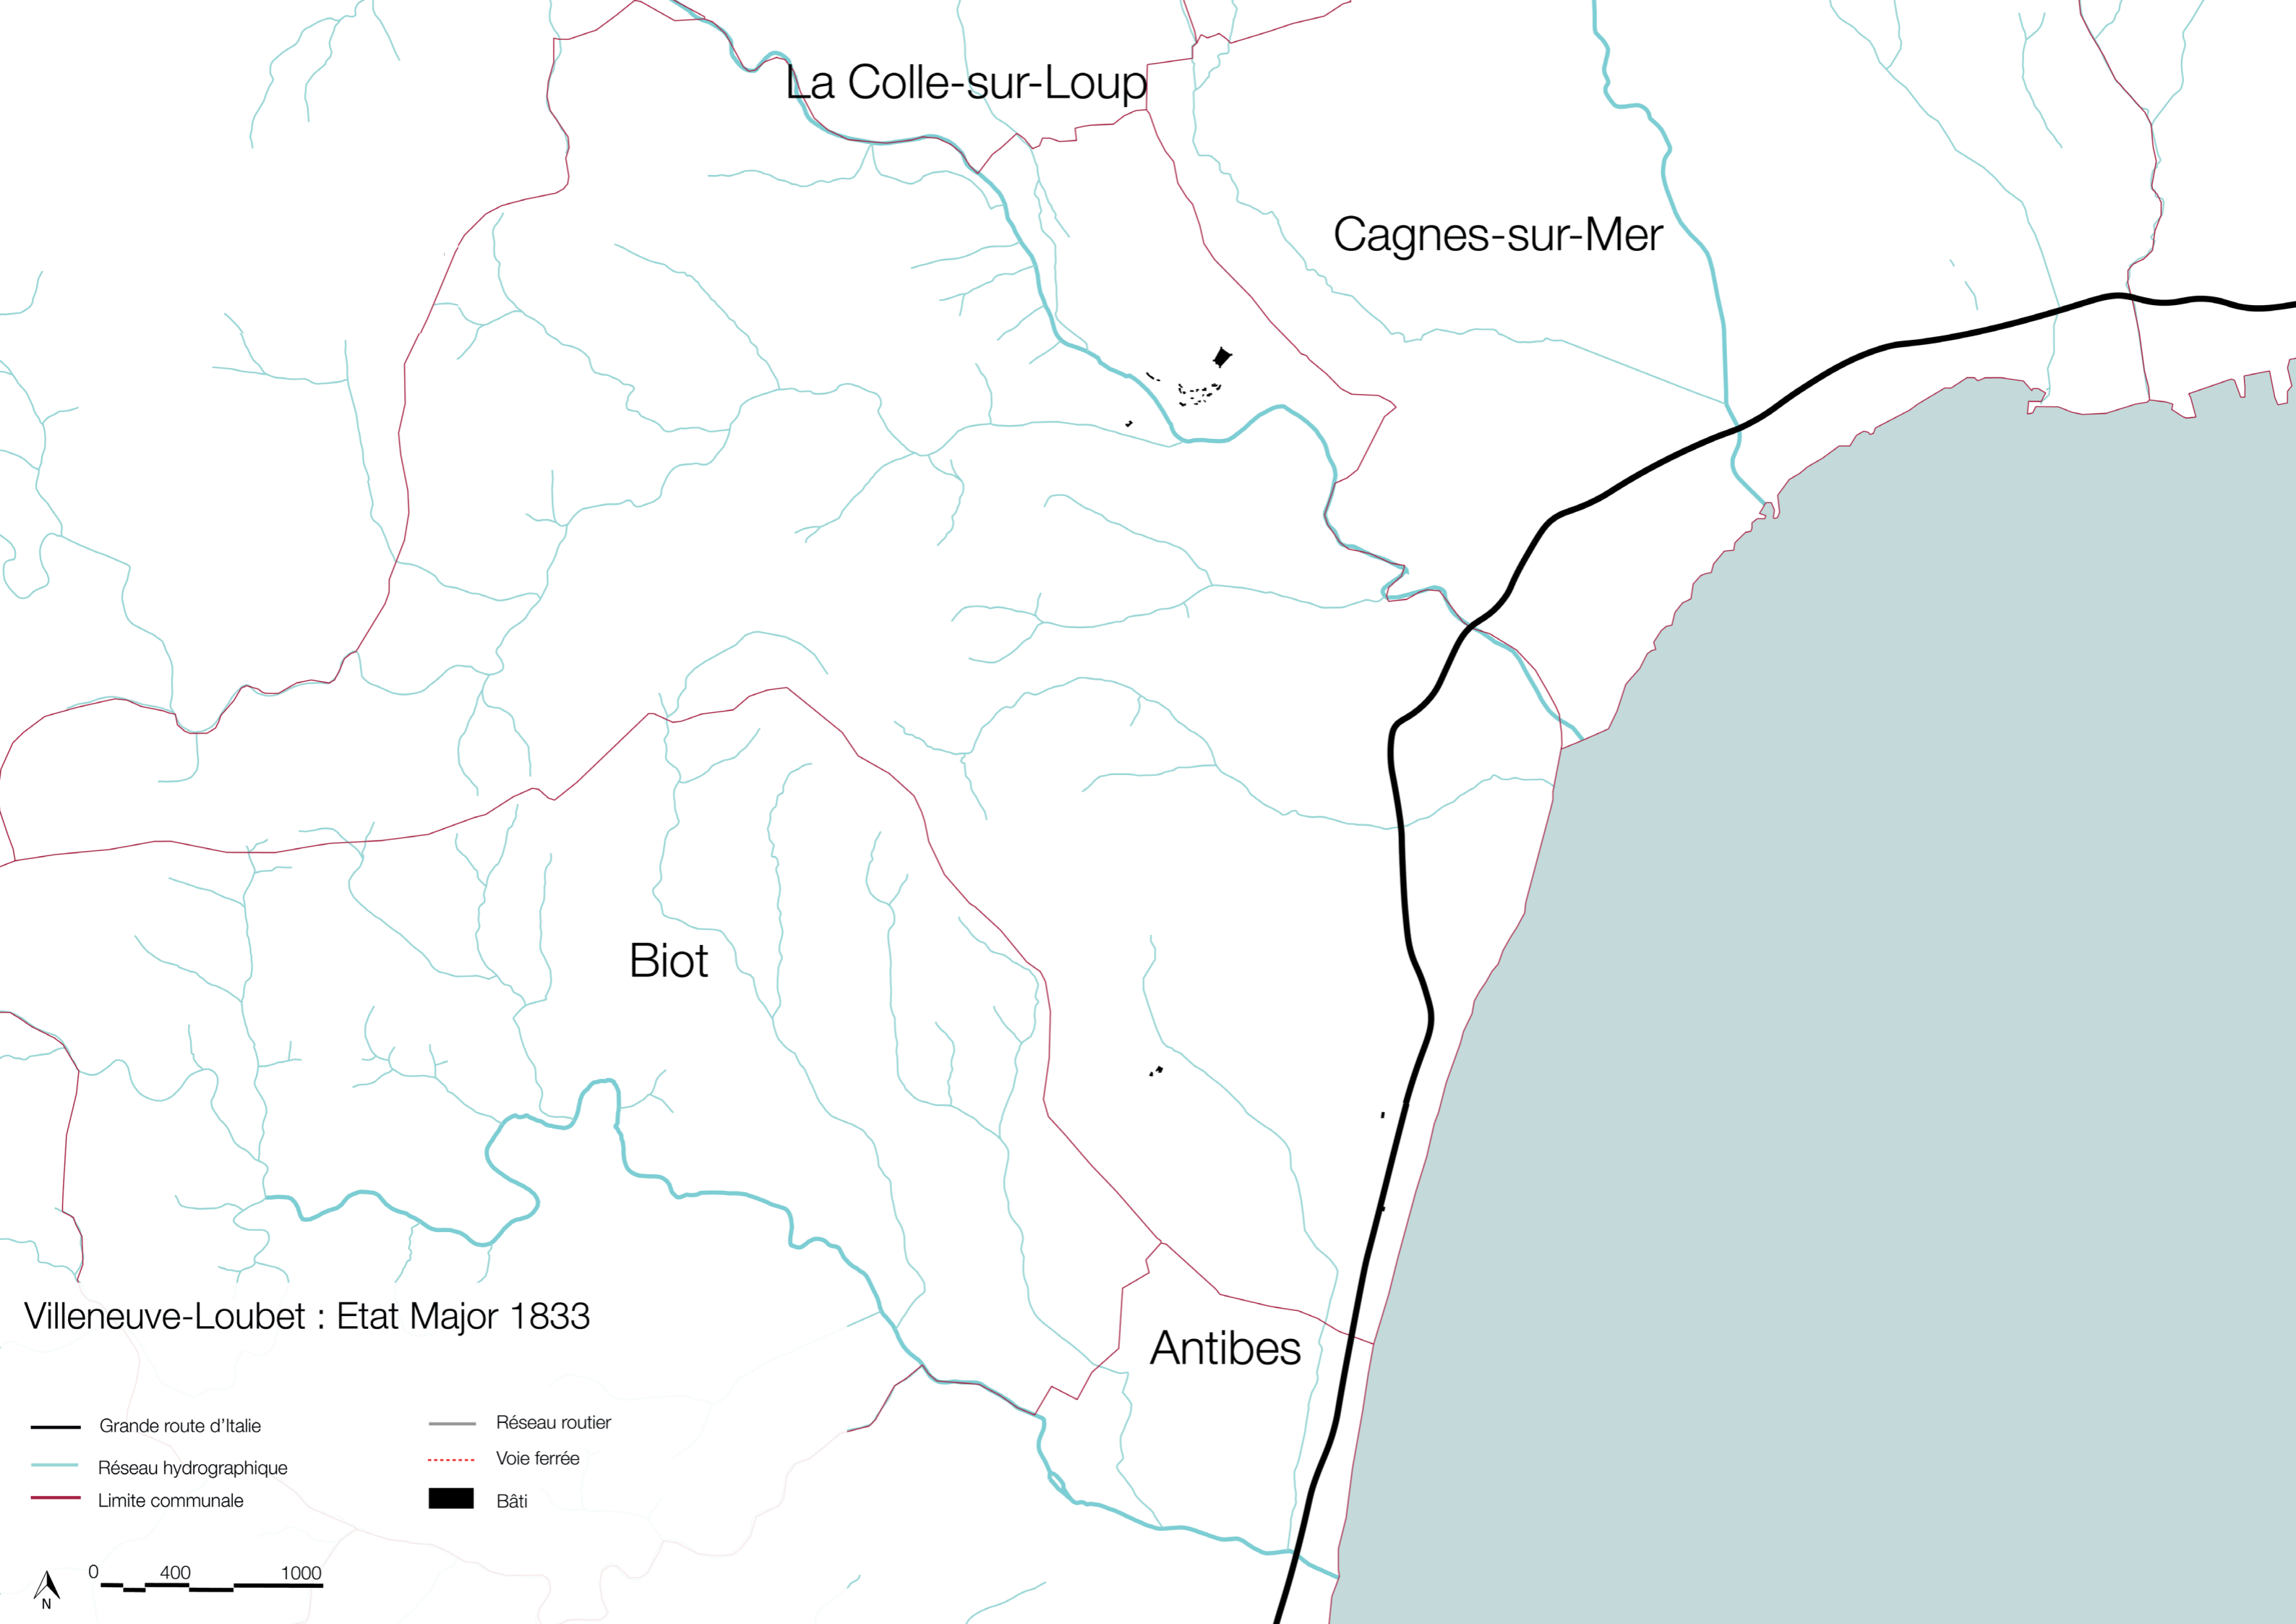 La Colle-sur-Loup
Cagnes-sur-Mer
Biot
Villeneuve-Loubet : Etat Major 1833
Antibes
Grande route d'Italie
Réseau hydrographique
Limite communale
Réseau routier
Voie ferrée
Bâti
0 400 1000
N